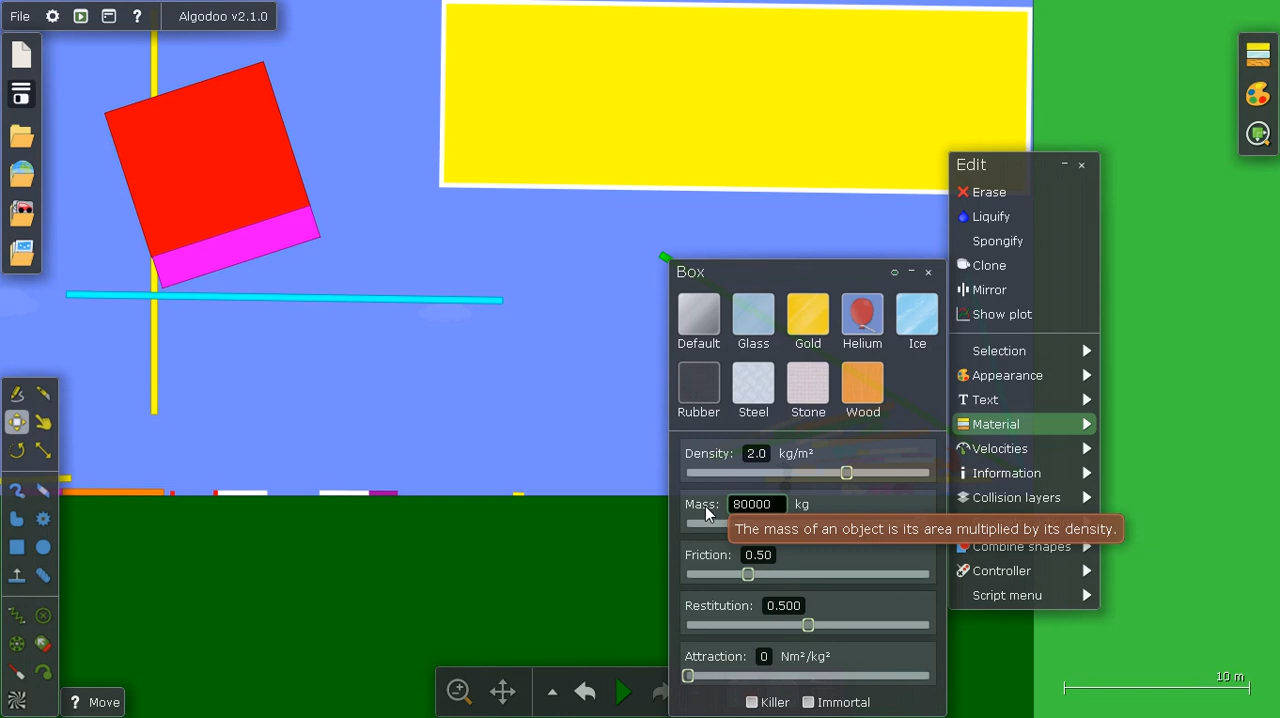 File ? Algodoo v2.1.0
Edit
Erase
Liquify
Spongify
Clone
Mirror
Show plot
Selection
Appearance
Text
Material
Velocities
Information
Collision layers
Combine shapes
Controller
Script menu
Box
Default Glass Gold Helium Ice
Rubber Steel Stone Wood
Density: 2.0 kg/m²
Mass: 80000 kg
The mass of an object is its area multiplied by its density.
Friction: 0.50
Restitution: 0.500
Attraction: 0 Nm²/kg²
Killer Immortal
? Move
10 m